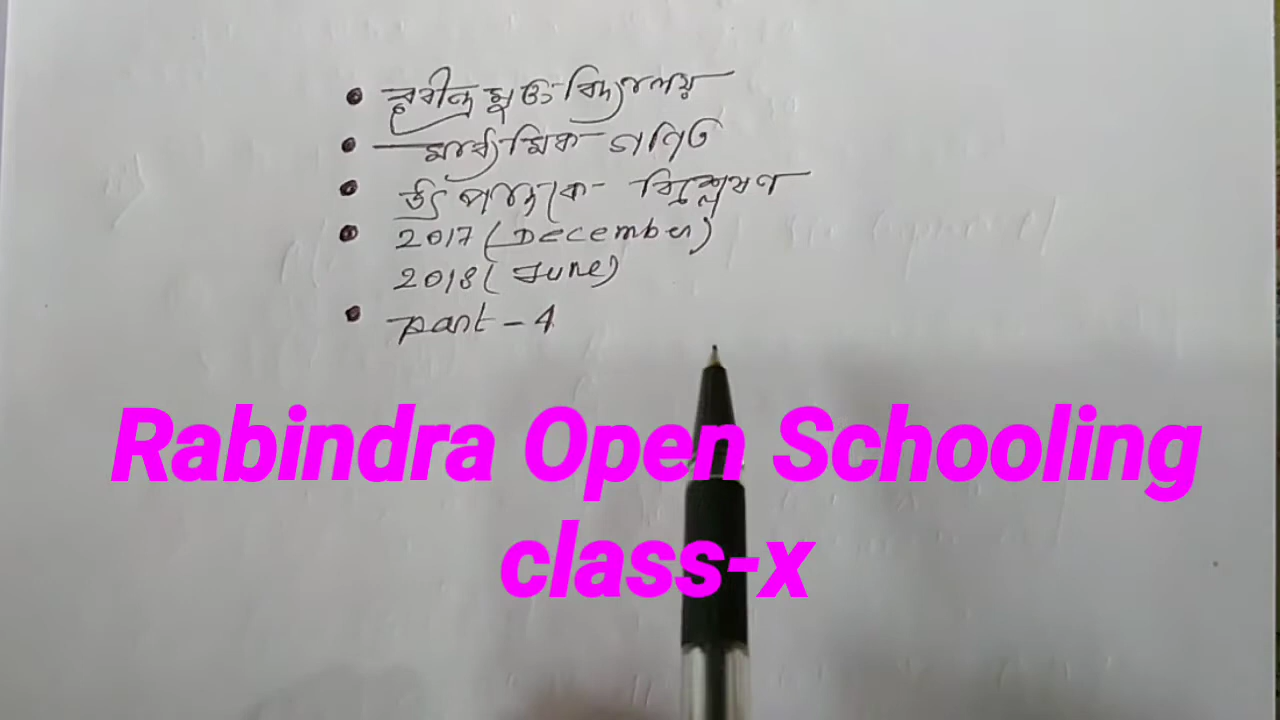 রবীন্দ্র মুক্ত বিদ্যালয়
মাধ্যমিক গণিত
উৎপাদকে বিশ্লেষণ
2017 (December)
2018 (June)
part - 4
Rabindra Open Schooling
class-x